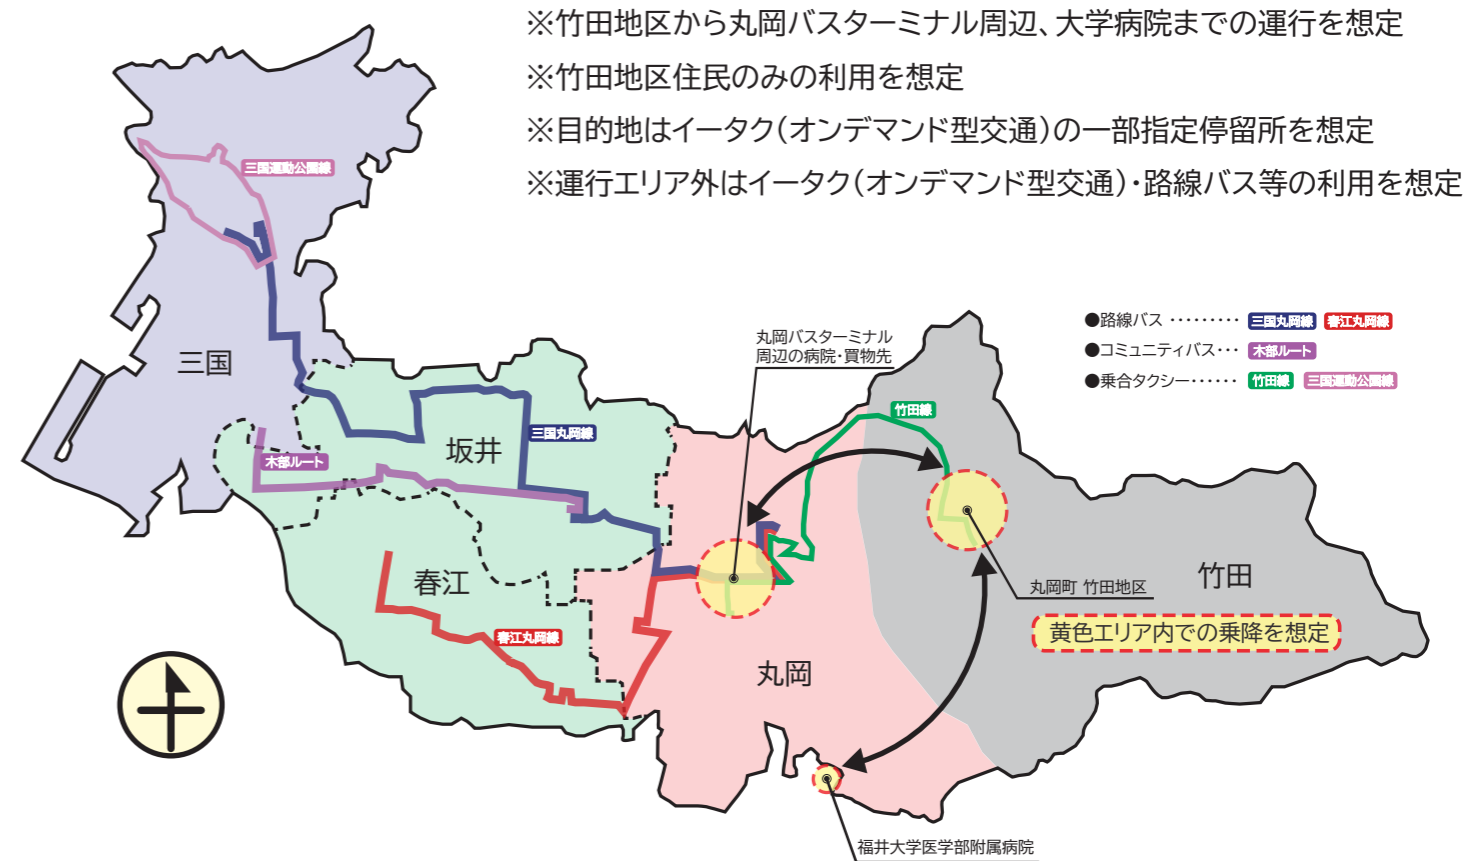 ※竹田地区から丸岡バスターミナル周辺、大学病院までの運行を想定
※竹田地区住民のみの利用を想定
※目的地はイータク(オンデマンド型交通)の一部指定停留所を想定
※運行エリア外はイータク(オンデマンド型交通)・路線バス等の利用を想定
三国運動公園線
丸岡バスターミナル
周辺の病院・買物先
●路線バス ········· 三国丸岡線 春江丸岡線
●コミュニティバス··· 木部ルート
●乗合タクシー······ 竹田線 三国運動公園線
三国
竹田線
三国丸岡線
坂井
木部ルート
春江
丸岡町 竹田地区
竹田
黄色エリア内での乗降を想定
春江丸岡線
丸岡
福井大学医学部附属病院